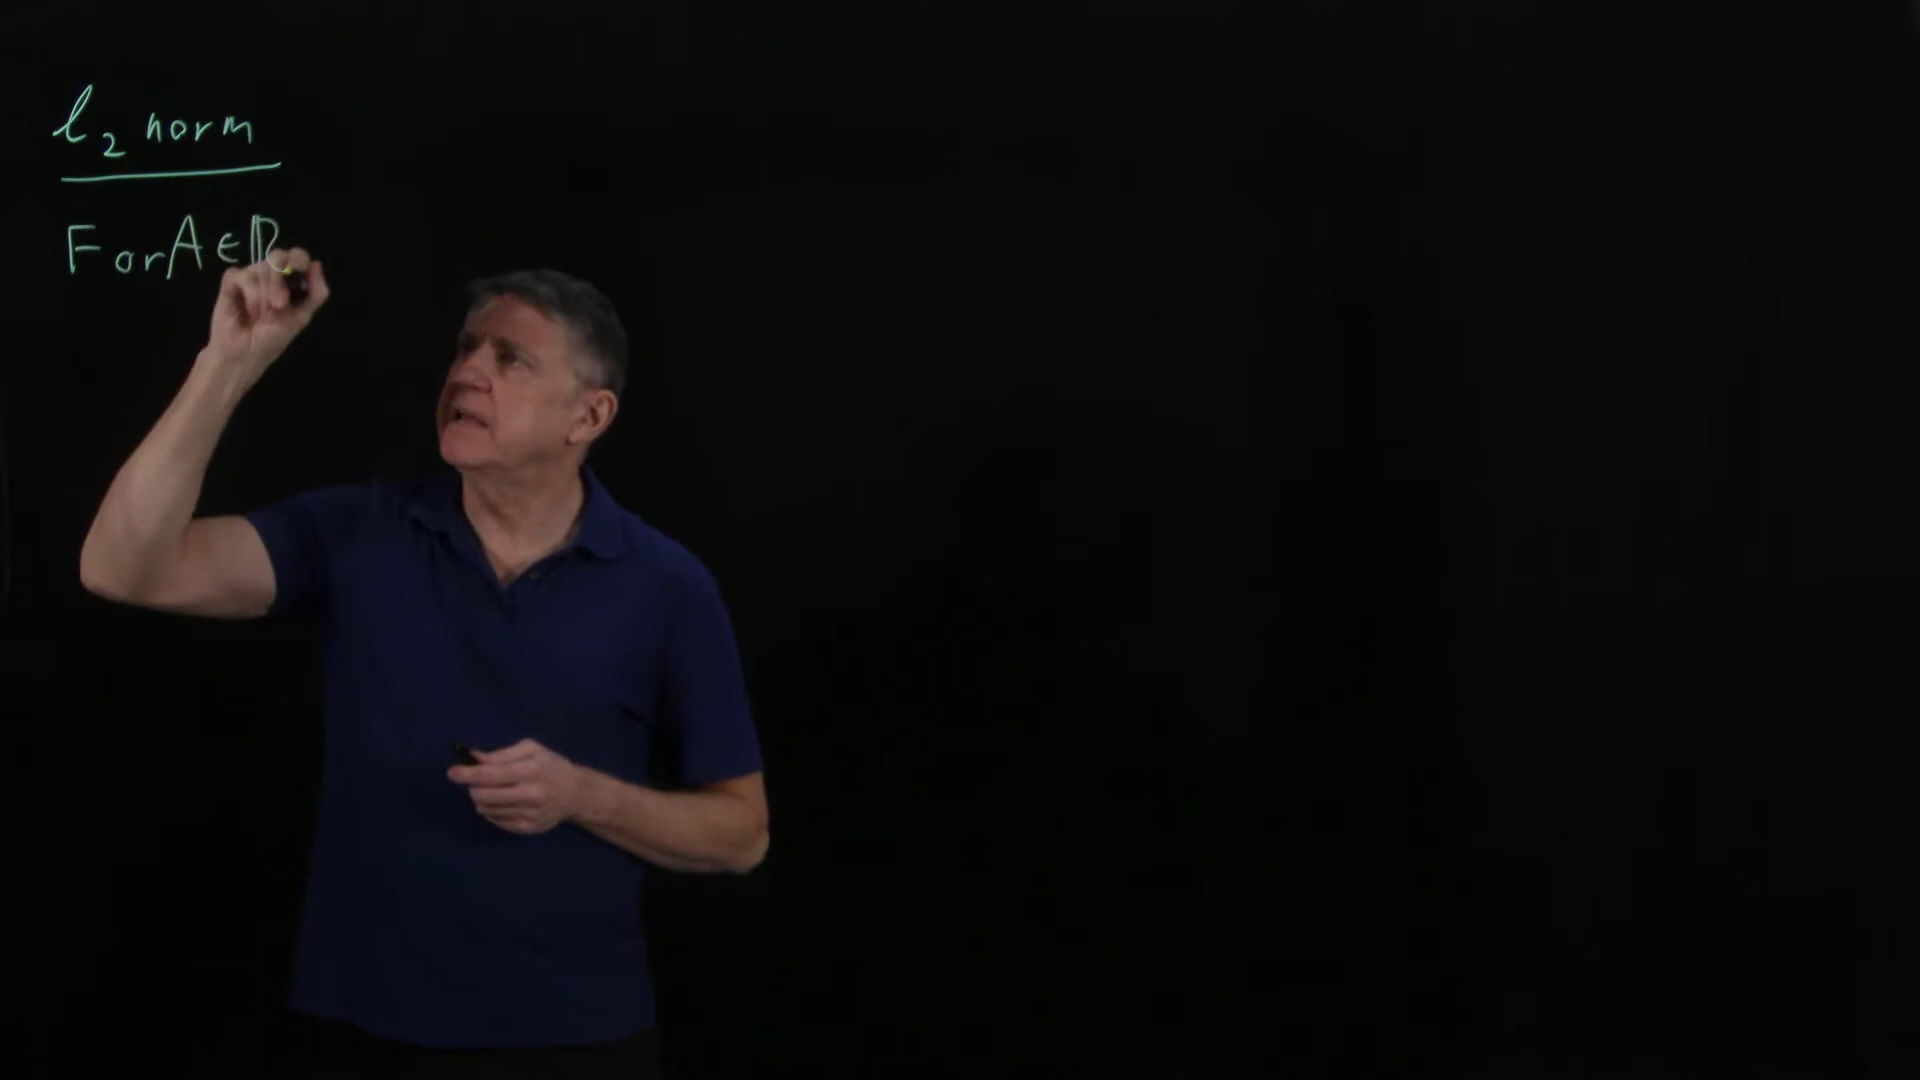 l₂ norm
For A ∈ ℝ